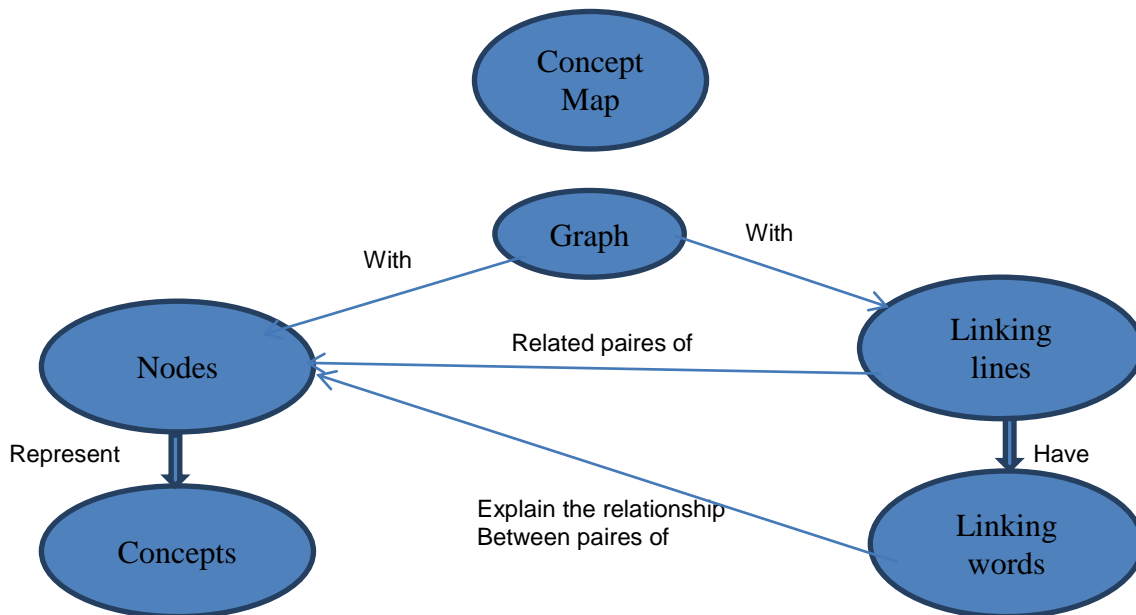 Concept
Map
Graph
With
With
Linking
lines
Related paires of
Nodes
Represent
Have
Explain the relationship
Between paires of
Linking
words
Concepts